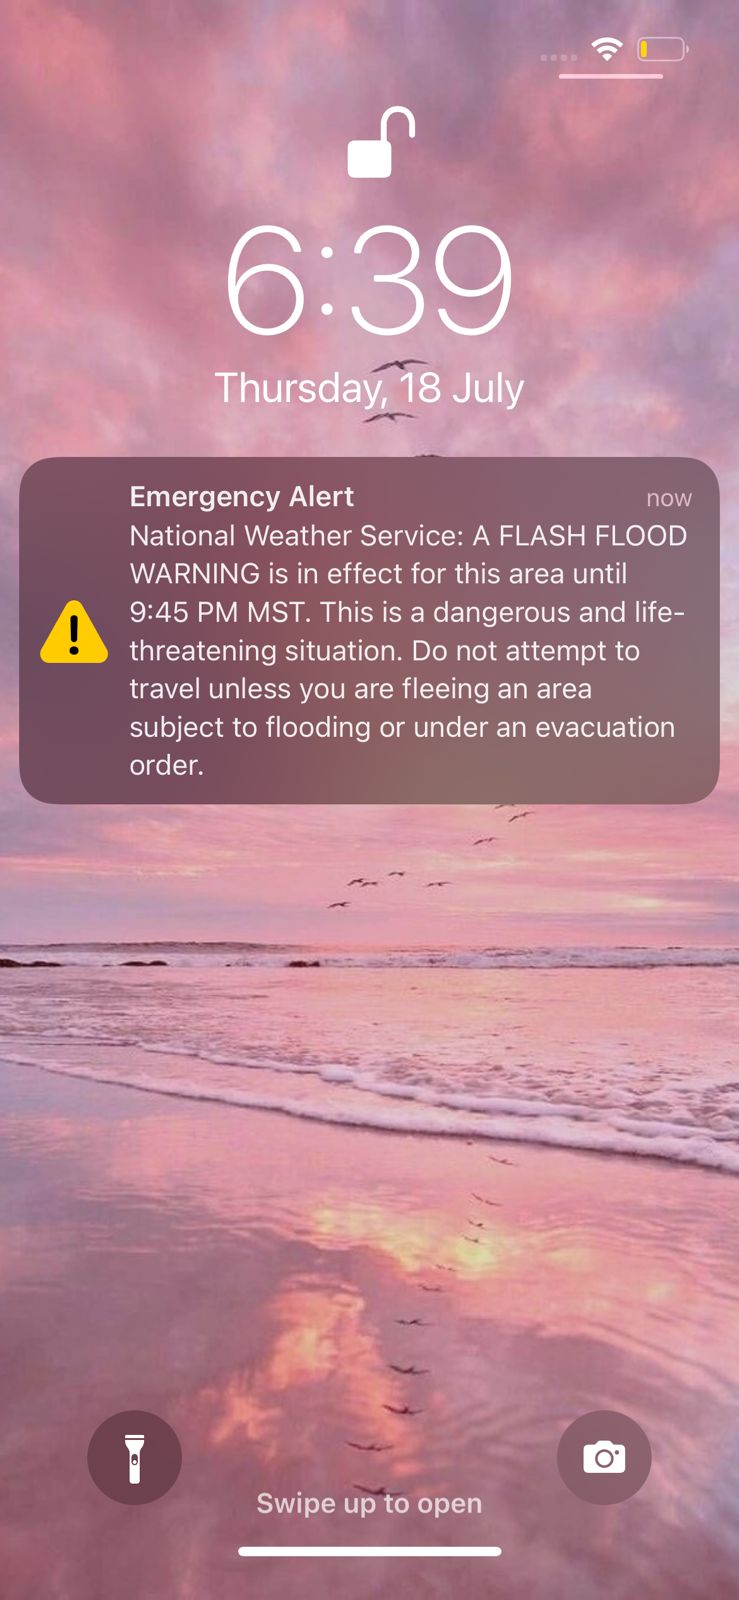 6:39
Thursday, 18 July
Emergency Alert
now
National Weather Service: A FLASH FLOOD
WARNING is in effect for this area until
9:45 PM MST. This is a dangerous and life-
threatening situation. Do not attempt to
travel unless you are fleeing an area
subject to flooding or under an evacuation
order.
Swipe up to open